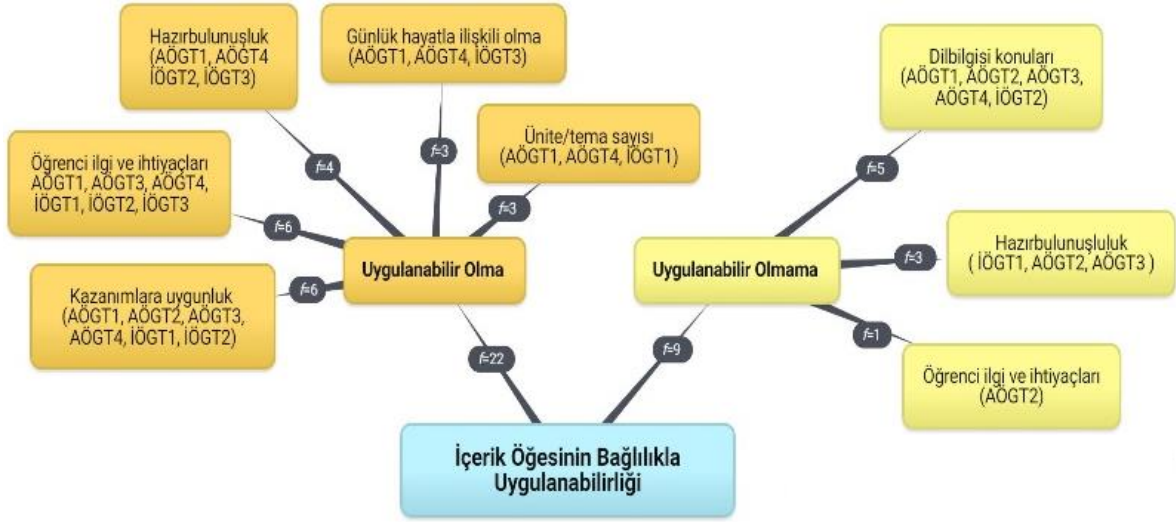 Hazırbulunuşluk
(AÖGT1, AÖGT4
İÖGT2, İÖGT3)
Günlük hayatla ilişkili olma
(AÖGT1, AÖGT4, İÖGT3)
Dilbilgisi konuları
(AÖGT1, AÖGT2, AÖGT3,
AÖGT4, İÖGT2)
Ünite/tema sayısı
(AÖGT1, AÖGT4, İÖGT1)
Öğrenci ilgi ve ihtiyaçları
AÖGT1, AÖGT3, AÖGT4,
İÖGT1, İÖGT2, İÖGT3
f=4
f=3
f=3
f=5
f=6
Uygulanabilir Olma
Uygulanabilir Olmama
f=3
Hazırbulunuşluluk
( İÖGT1, AÖGT2, AÖGT3 )
Kazanımlara uygunluk
(AÖGT1, AÖGT2, AÖGT3,
AÖGT4, İÖGT1, İÖGT2)
f=6
f=1
f=22
f=9
Öğrenci ilgi ve ihtiyaçları
(AÖGT2)
İçerik Öğesinin Bağlılıkla
Uygulanabilirliği